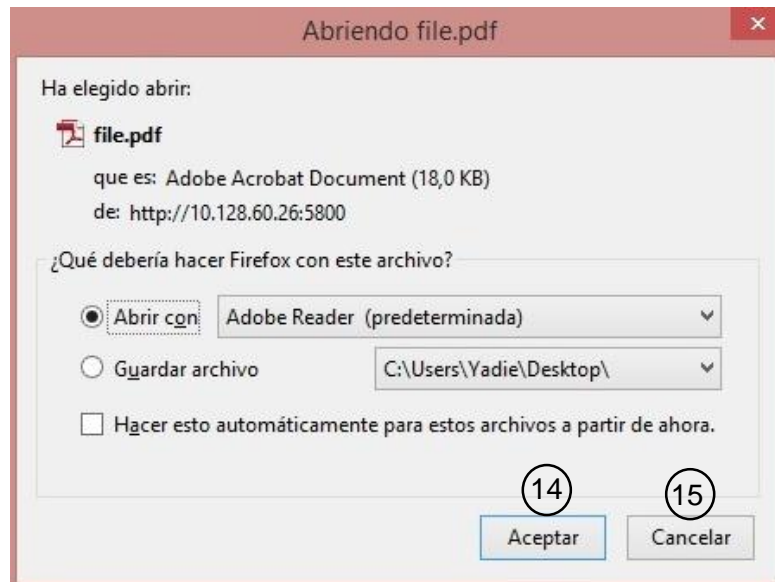 Abriendo file.pdf
x
Ha elegido abrir:
file.pdf
que es: Adobe Acrobat Document (18,0 KB)
de: http://10.128.60.26:5800
¿Qué debería hacer Firefox con este archivo?
Abrir con Adobe Reader (predeterminada)
Guardar archivo C:\Users\Yadie\Desktop\
Hacer esto automáticamente para estos archivos a partir de ahora.
14 15
Aceptar Cancelar